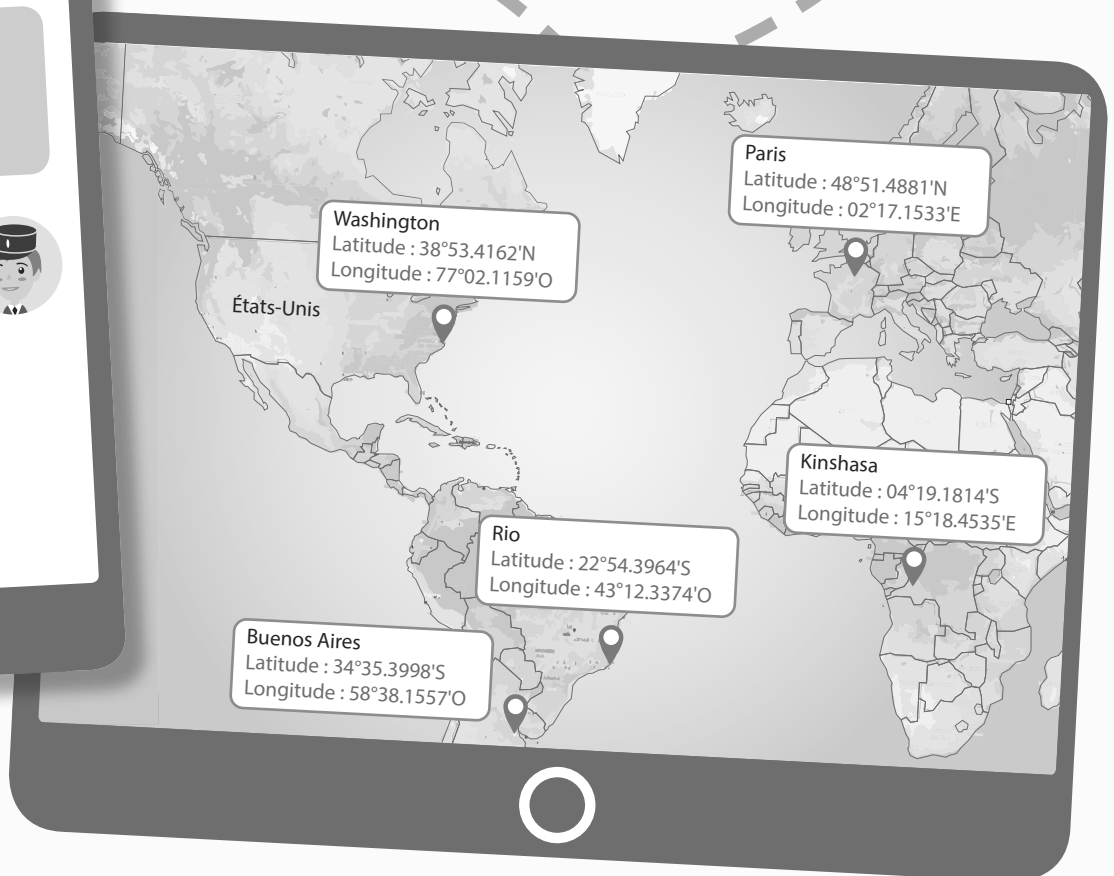 Paris
Latitude : 48°51.4881'N
Longitude : 02°17.1533'E
Washington
Latitude : 38°53.4162'N
Longitude : 77°02.1159'O
États-Unis
Kinshasa
Latitude : 04°19.1814'S
Longitude : 15°18.4535'E
Rio
Latitude : 22°54.3964'S
Longitude : 43°12.3374'O
Buenos Aires
Latitude : 34°35.3998'S
Longitude : 58°38.1557'O